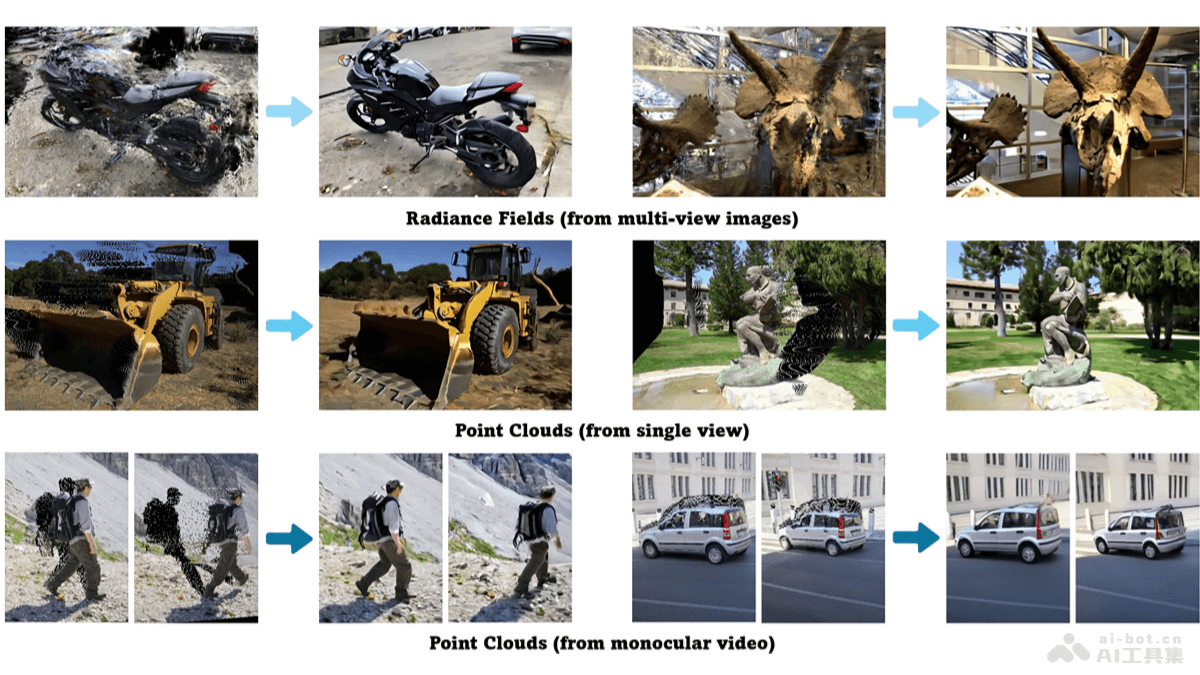 Radiance Fields (from multi-view images)
Point Clouds (from single view)
Point Clouds (from monocular video)
ai-bot.cn
AI工具集